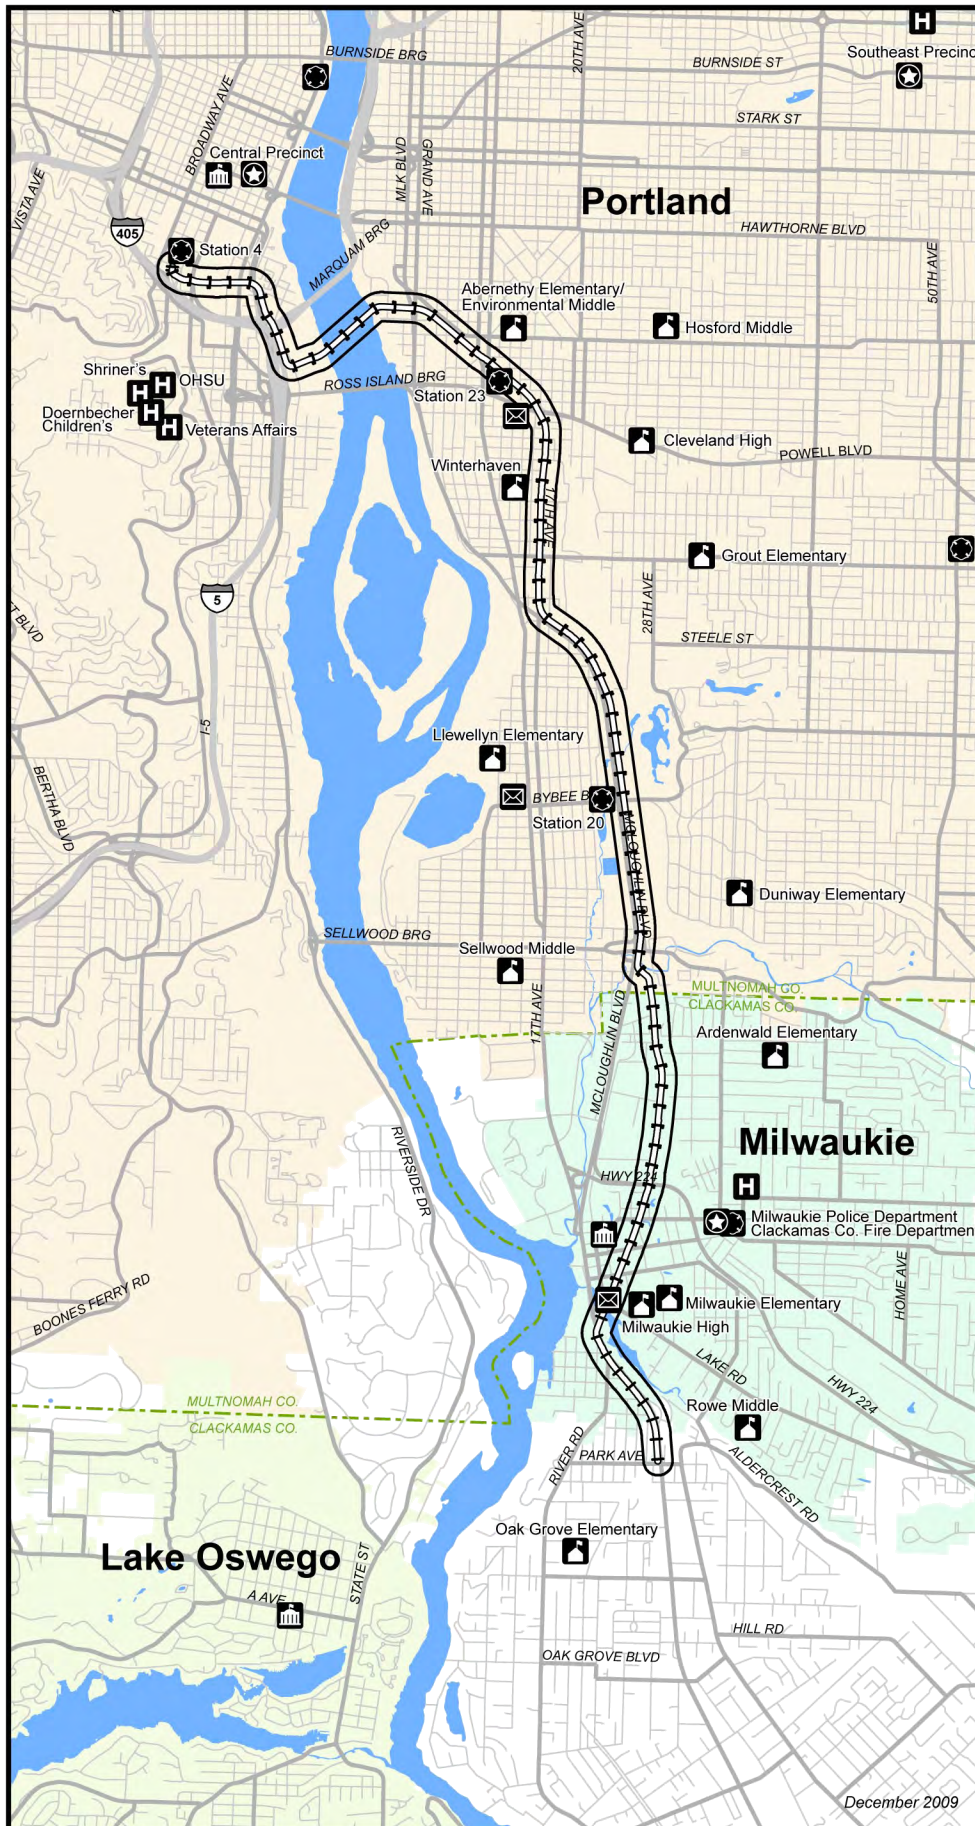 BURNSIDE BRG
20TH AVE
BURNSIDE ST
Southeast Precinc
H
BROADWAY AVE
STARK ST
Central Precinct
MLK BLVD
GRAND AVE
VISTA AVE
Portland
405
Station 4
MARQUAM BRG
HAWTHORNE BLVD
50TH AVE
Abernethy Elementary/
Environmental Middle
Hosford Middle
Shriner's
H
H
OHSU
ROSS ISLAND BRG
Station 23
Doernbecher
Children's
H
H
Veterans Affairs
Cleveland High
POWELL BLVD
Winterhaven
17TH AVE
Grout Elementary
5
28TH AVE
STEELE ST
I-5
Llewellyn Elementary
BERTHA BLVD
Station 20
MCLOUGHLIN BLVD
Duniway Elementary
SELLWOOD BRG
Sellwood Middle
MULTNOMAH CO.
CLACKAMAS CO.
17TH AVE
MCLOUGHLIN BLVD
Ardenwald Elementary
RIVERSIDE DR
Milwaukie
HWY 224
H
Milwaukie Police Department
Clackamas Co. Fire Department
HOME AVE
BOONES FERRY RD
Milwaukie Elementary
Milwaukie High
LAKE RD
HWY 224
MULTNOMAH CO.
CLACKAMAS CO.
Rowe Middle
RIVER RD
PARK AVE
ALDERCREST RD
Oak Grove Elementary
Lake Oswego
STATE ST
A AVE
HILL RD
OAK GROVE BLVD
December 2009